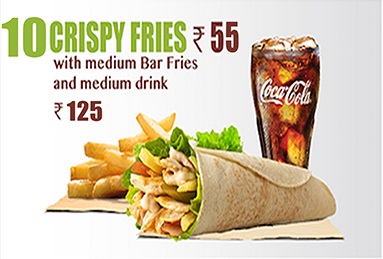 10 CRISPY FRIES ₹ 55
with medium Bar Fries
and medium drink
₹ 125
Coca-Cola